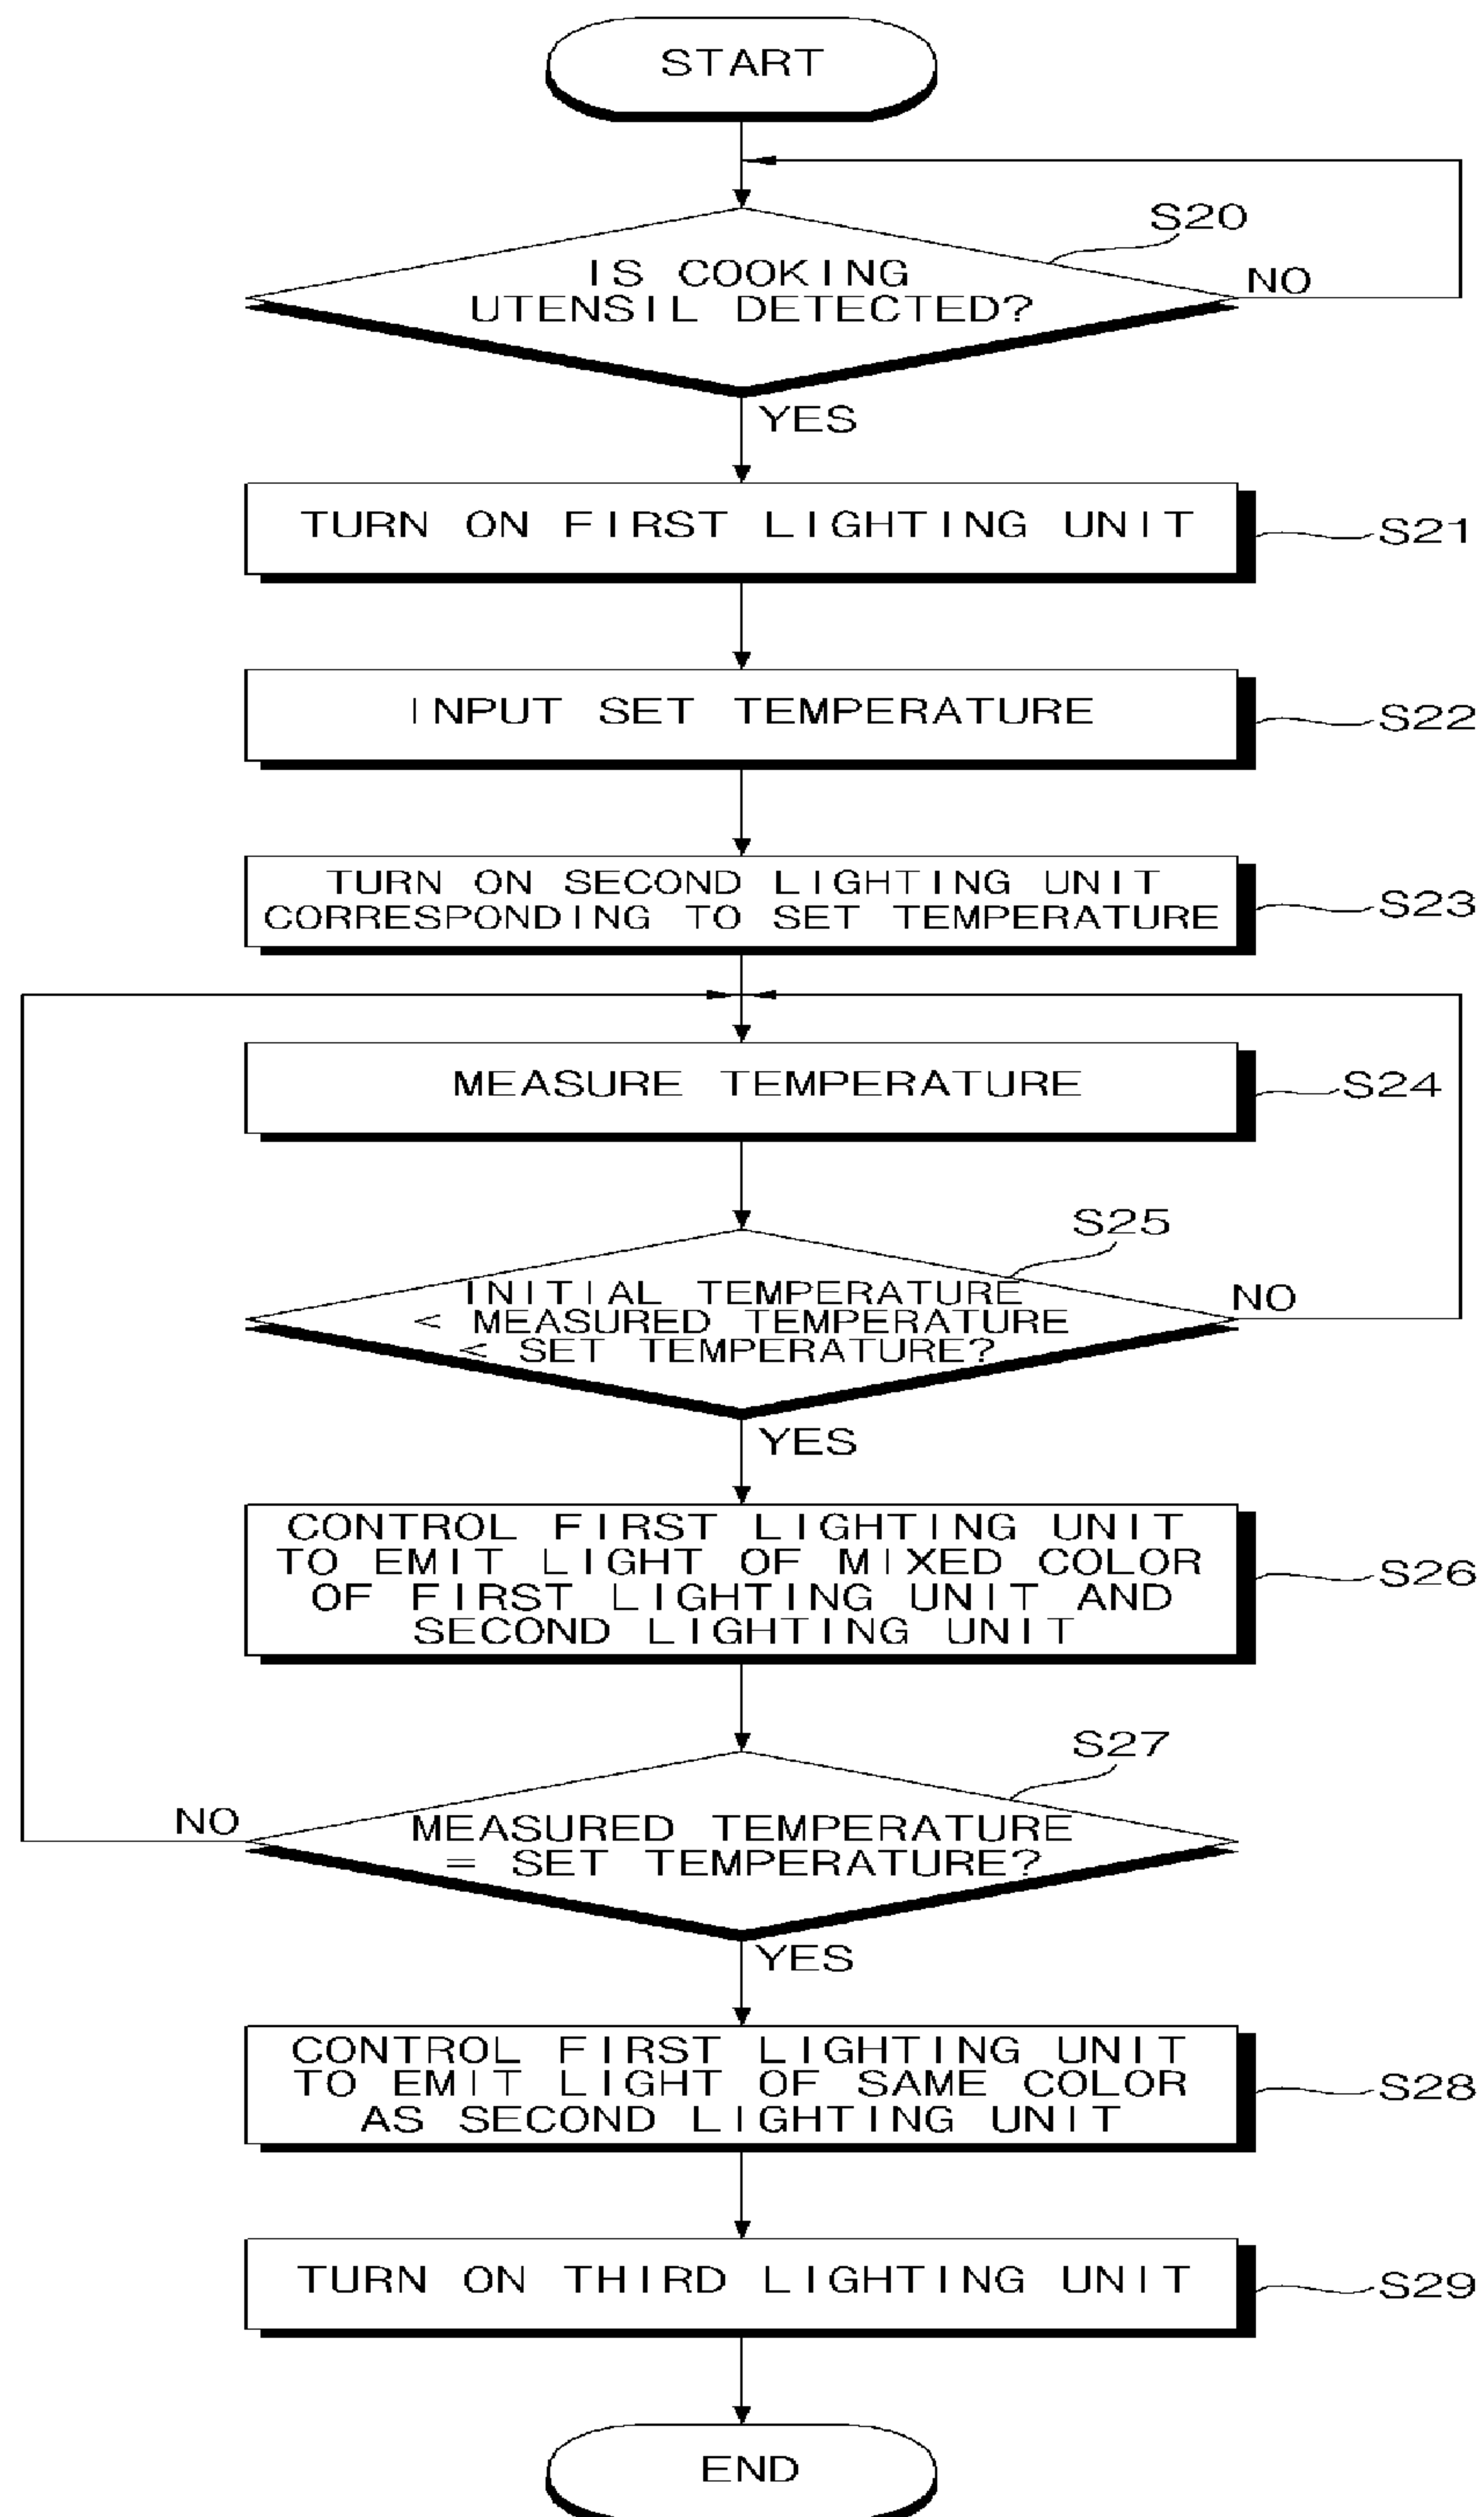 START
S20
IS COOKING
UTENSIL DETECTED?
NO
YES
TURN ON FIRST LIGHTING UNIT
S21
INPUT SET TEMPERATURE
S22
TURN ON SECOND LIGHTING UNIT
CORRESPONDING TO SET TEMPERATURE
S23
MEASURE TEMPERATURE
S24
S25
INITIAL TEMPERATURE
< MEASURED TEMPERATURE
< SET TEMPERATURE?
NO
YES
CONTROL FIRST LIGHTING UNIT
TO EMIT LIGHT OF MIXED COLOR
OF FIRST LIGHTING UNIT AND
SECOND LIGHTING UNIT
S26
S27
NO
MEASURED TEMPERATURE
= SET TEMPERATURE?
YES
CONTROL FIRST LIGHTING UNIT
TO EMIT LIGHT OF SAME COLOR
AS SECOND LIGHTING UNIT
S28
TURN ON THIRD LIGHTING UNIT
S29
END